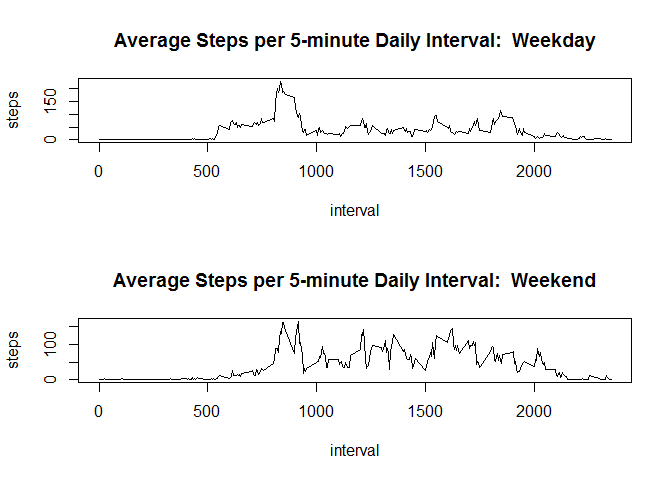 Average Steps per 5-minute Daily Interval:  Weekday
steps
150
0
0 500 1000 1500 2000
interval
Average Steps per 5-minute Daily Interval:  Weekend
steps
100
0
0 500 1000 1500 2000
interval